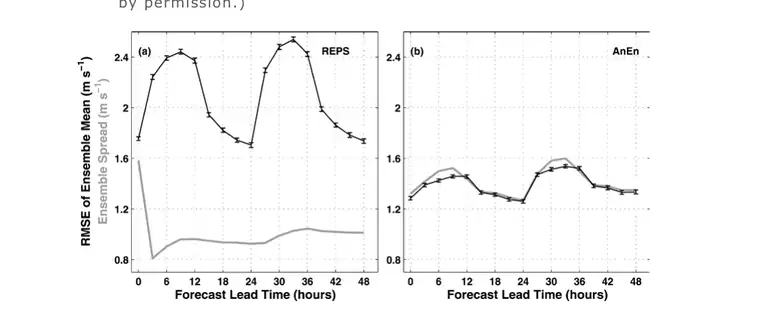 by permission.)
(a) REPS
2.4
2
1.6
1.2
0.8
RMSE of Ensemble Mean (m s⁻¹)
Ensemble Spread (m s⁻¹)
0 6 12 18 24 30 36 42 48
Forecast Lead Time (hours)
(b) AnEn
2.4
2
1.6
1.2
0.8
0 6 12 18 24 30 36 42 48
Forecast Lead Time (hours)